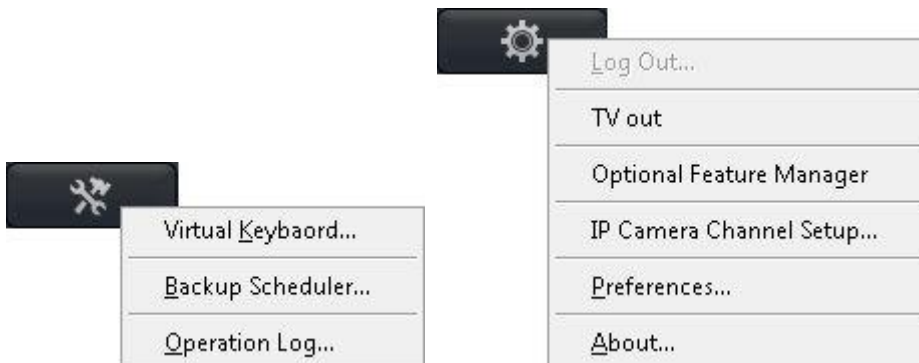 Virtual Keybaord...
Backup Scheduler...
Operation Log...
Log Out...
TV out
Optional Feature Manager
IP Camera Channel Setup...
Preferences...
About...